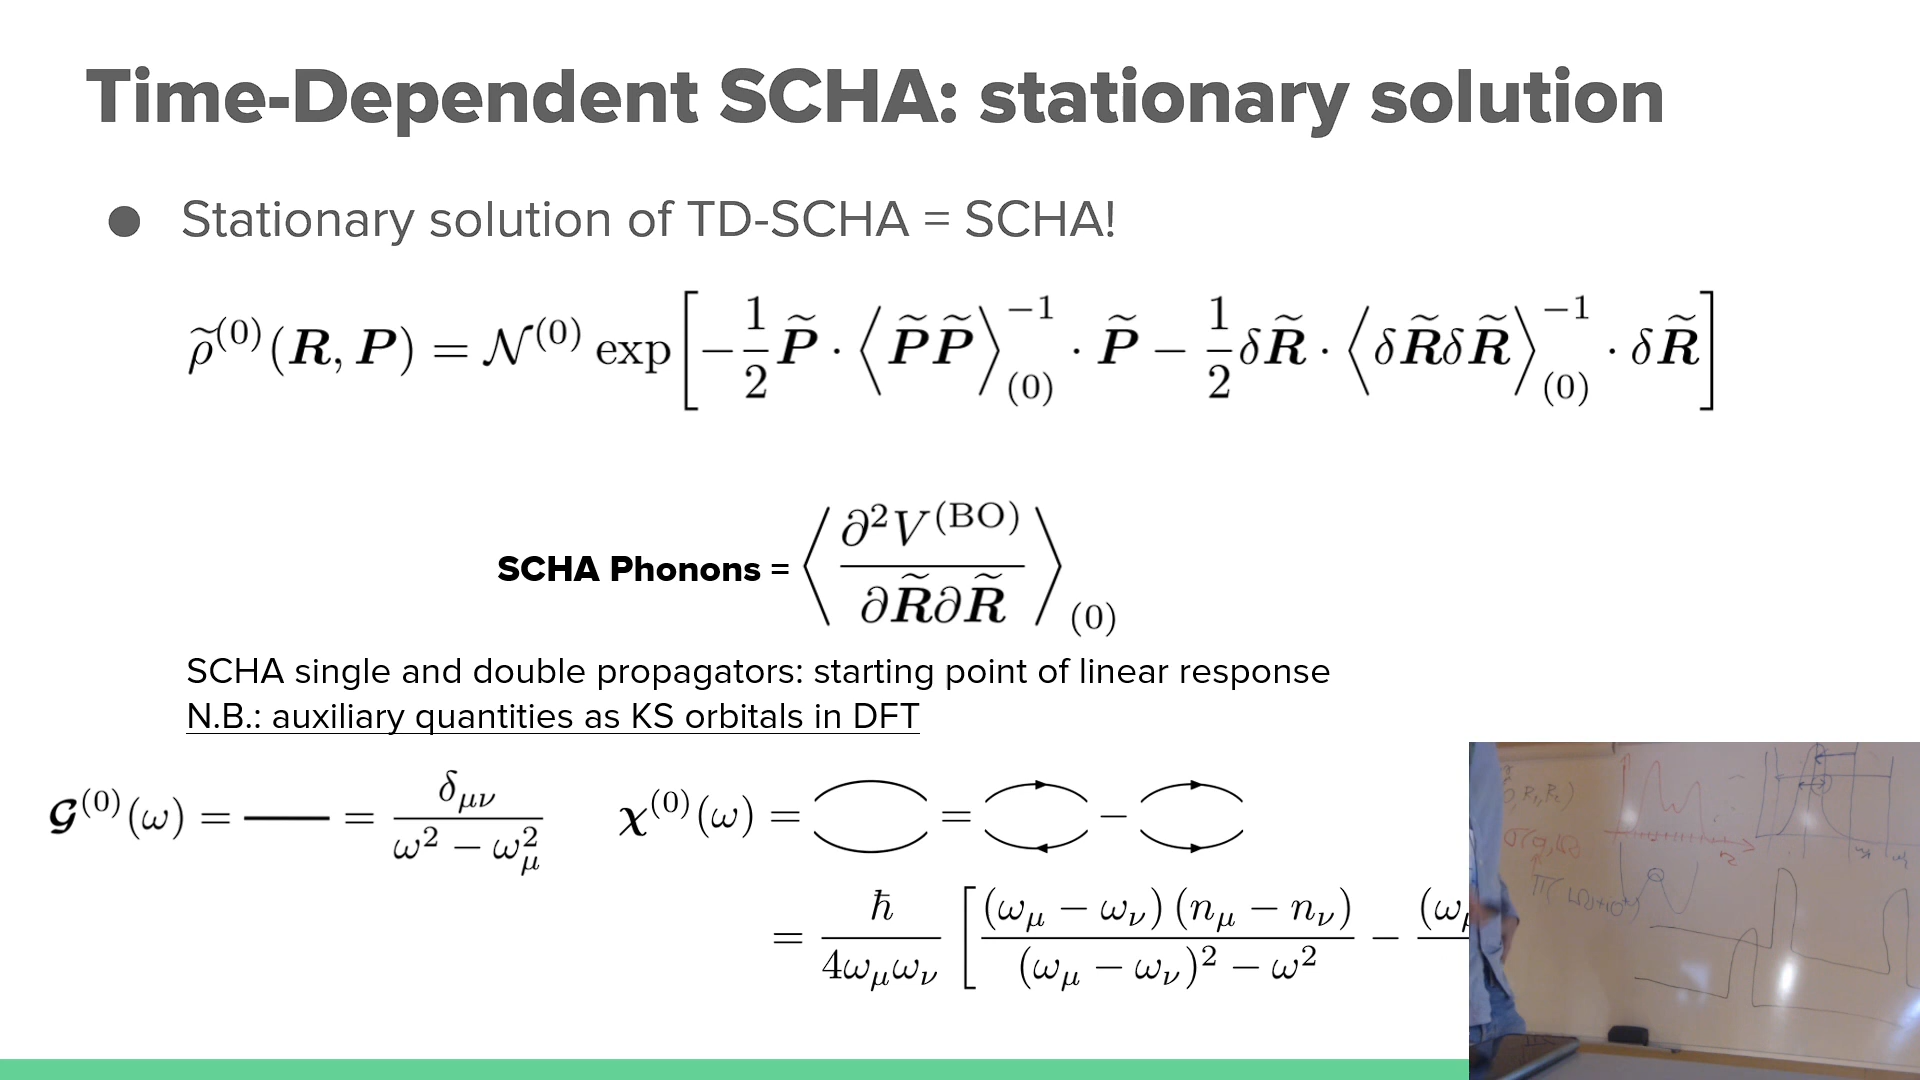 Time-Dependent SCHA: stationary solution
● Stationary solution of TD-SCHA = SCHA!
ρ̃⁽⁰⁾(R, P) = 𝒩⁽⁰⁾ exp[−1/2 P̃ · ⟨P̃P̃⟩⁻¹₍₀₎ · P̃ − 1/2 δR̃ · ⟨δR̃δR̃⟩⁻¹₍₀₎ · δR̃]
SCHA Phonons = ⟨∂²V⁽ᴮᴼ⁾ / ∂R̃∂R̃⟩₍₀₎
SCHA single and double propagators: starting point of linear response
N.B.: auxiliary quantities as KS orbitals in DFT
𝓖⁽⁰⁾(ω) = — = δ_μν / (ω² − ω_μ²)
χ⁽⁰⁾(ω) = = −
= ħ / (4ω_μω_ν) [(ω_μ − ω_ν)(n_μ − n_ν) / ((ω_μ − ω_ν)² − ω²) − (ω